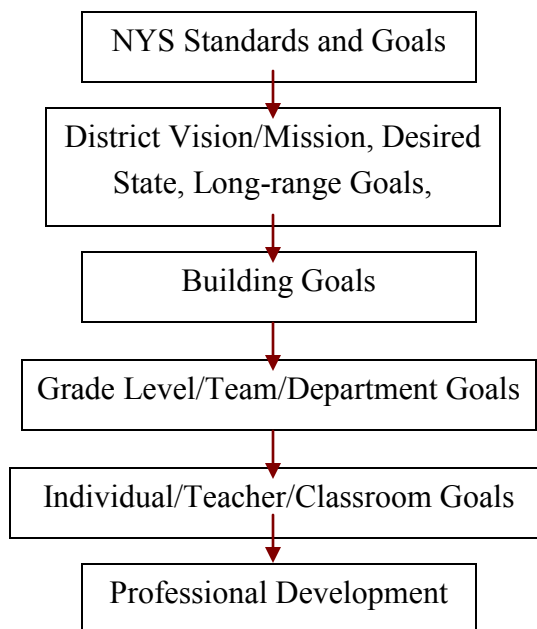 NYS Standards and Goals
District Vision/Mission, Desired
State, Long-range Goals,
Building Goals
Grade Level/Team/Department Goals
Individual/Teacher/Classroom Goals
Professional Development